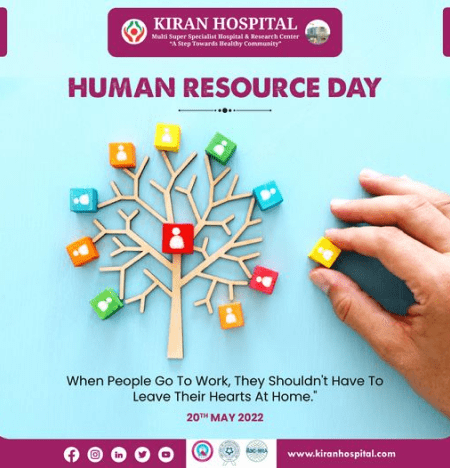 KIRAN HOSPITAL
Multi Super Specialist Hospital & Research Center
"A Step Towards Healthy Community"
HUMAN RESOURCE DAY
When People Go To Work, They Shouldn't Have To
Leave Their Hearts At Home."
20TH MAY 2022
www.kiranhospital.com